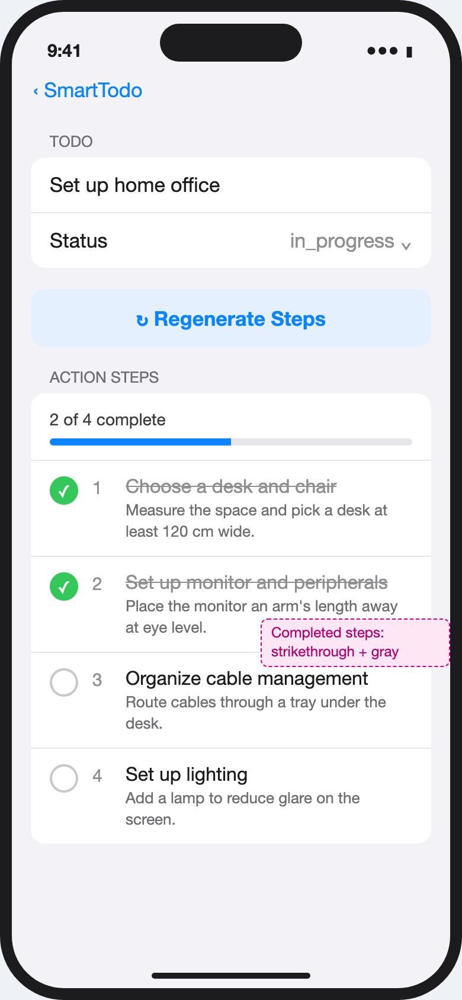 9:41
‹ SmartTodo
TODO
Set up home office
Status in_progress
↻ Regenerate Steps
ACTION STEPS
2 of 4 complete
1 Choose a desk and chair
Measure the space and pick a desk at
least 120 cm wide.
2 Set up monitor and peripherals
Place the monitor an arm's length away
at eye level.
Completed steps:
strikethrough + gray
3 Organize cable management
Route cables through a tray under the
desk.
4 Set up lighting
Add a lamp to reduce glare on the
screen.